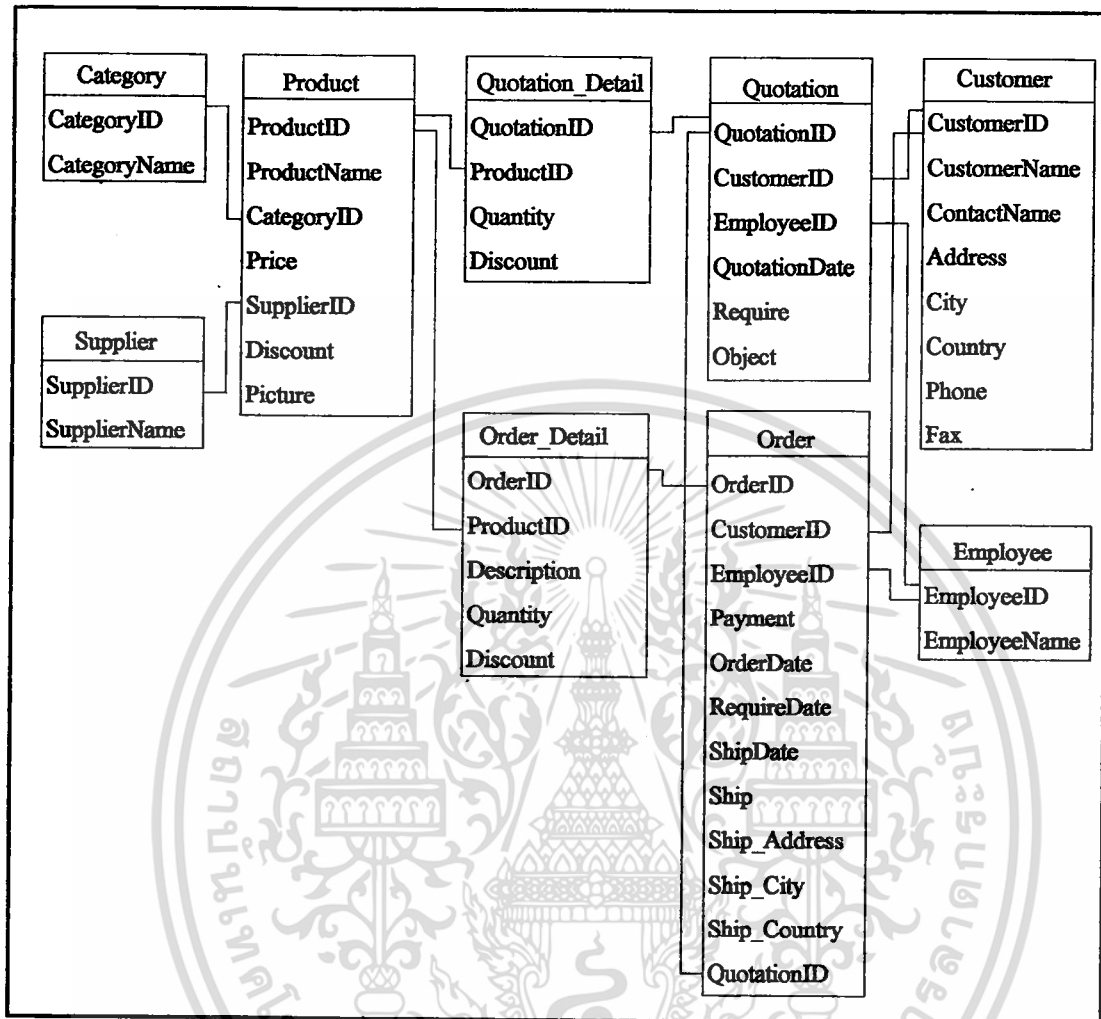 Category
CategoryID
CategoryName
Supplier
SupplierID
SupplierName
Product
ProductID
ProductName
CategoryID
Price
SupplierID
Discount
Picture
Quotation_Detail
QuotationID
ProductID
Quantity
Discount
Order_Detail
OrderID
ProductID
Description
Quantity
Discount
Quotation
QuotationID
CustomerID
EmployeeID
QuotationDate
Require
Object
Order
OrderID
CustomerID
EmployeeID
Payment
OrderDate
RequireDate
ShipDate
Ship
Ship_Address
Ship_City
Ship_Country
QuotationID
Customer
CustomerID
CustomerName
ContactName
Address
City
Country
Phone
Fax
Employee
EmployeeID
EmployeeName